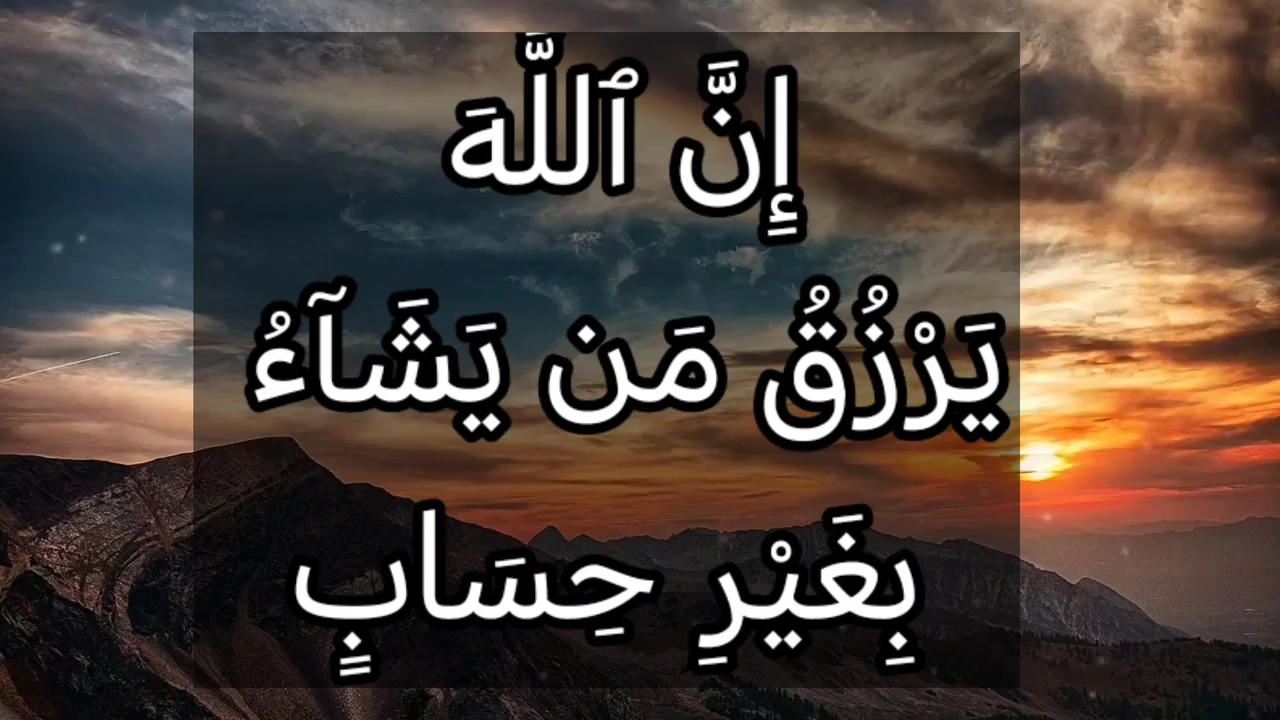 إِنَّ ٱللَّهَ
يَرْزُقُ مَن يَشَآءُ
بِغَيْرِ حِسَابٍ